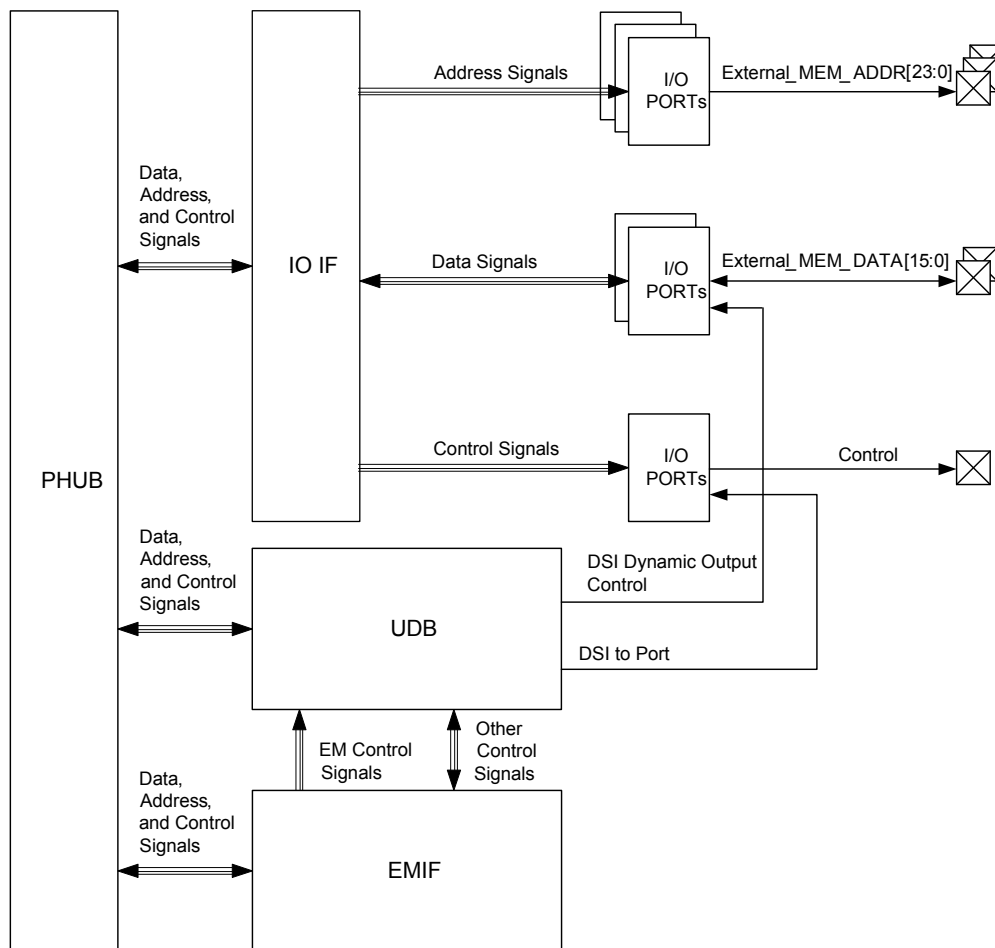 Address Signals
I/O
PORTs
External_MEM_ADDR[23:0]
Data,
Address,
and Control
Signals
IO IF
Data Signals
I/O
PORTs
External_MEM_DATA[15:0]
Control Signals
I/O
PORTs
Control
PHUB
Data,
Address,
and Control
Signals
UDB
DSI Dynamic Output
Control
DSI to Port
EM Control
Signals
Other
Control
Signals
Data,
Address,
and Control
Signals
EMIF